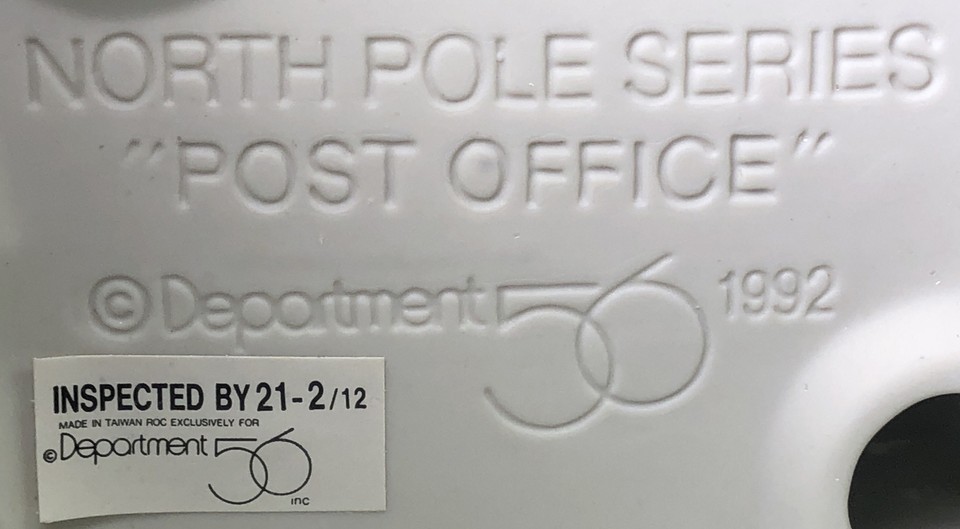 NORTH POLE SERIES
"POST OFFICE"
© Department 56 1992
INSPECTED BY 21-2/12
MADE IN TAIWAN ROC EXCLUSIVELY FOR
© Department 56
inc